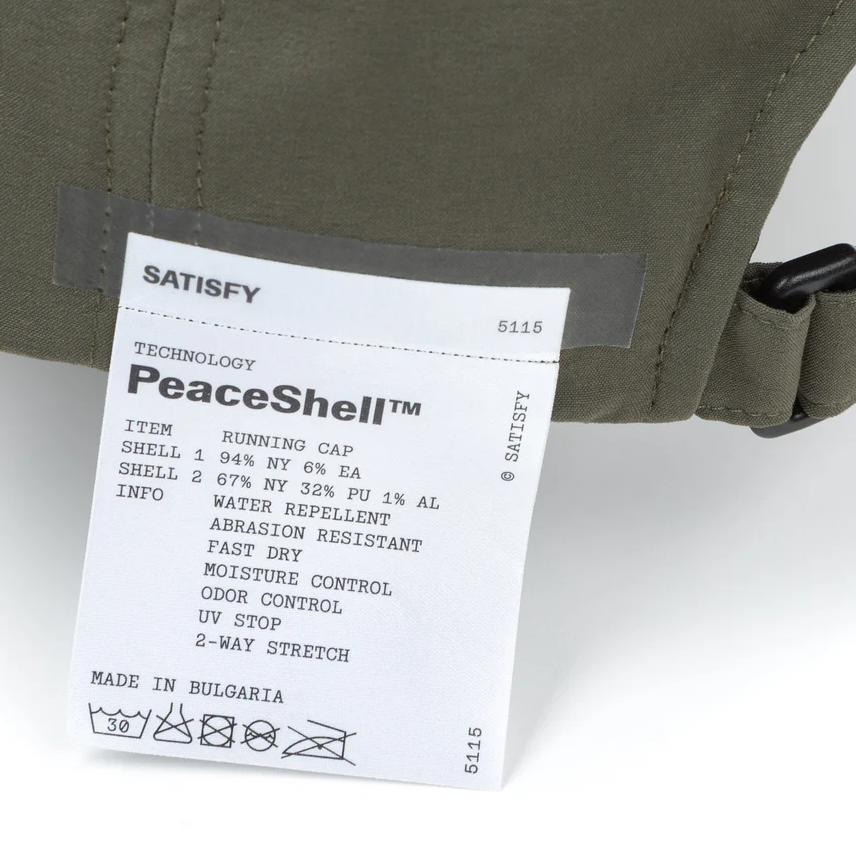 SATISFY
5115
TECHNOLOGY
PeaceShell™
© SATISFY
ITEM RUNNING CAP
SHELL 1 94% NY 6% EA
SHELL 2 67% NY 32% PU 1% AL
INFO WATER REPELLENT
ABRASION RESISTANT
FAST DRY
MOISTURE CONTROL
ODOR CONTROL
UV STOP
2-WAY STRETCH
MADE IN BULGARIA
30
5115